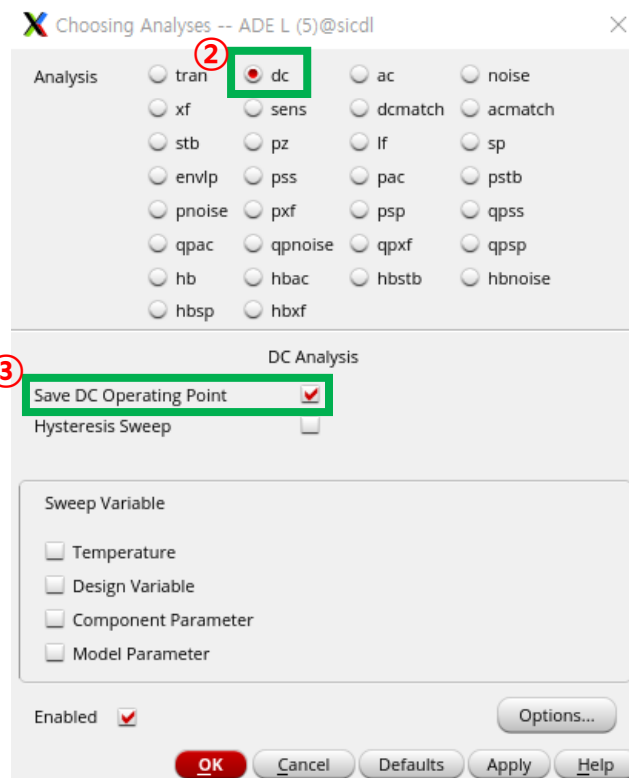 Choosing Analyses -- ADE L (5)@sicdl
②
Analysis tran dc ac noise
xf sens dcmatch acmatch
stb pz lf sp
envlp pss pac pstb
pnoise pxf psp qpss
qpac qpnoise qpxf qpsp
hb hbac hbstb hbnoise
hbsp hbxf
DC Analysis
③
Save DC Operating Point
Hysteresis Sweep
Sweep Variable
Temperature
Design Variable
Component Parameter
Model Parameter
Enabled Options...
OK Cancel Defaults Apply Help